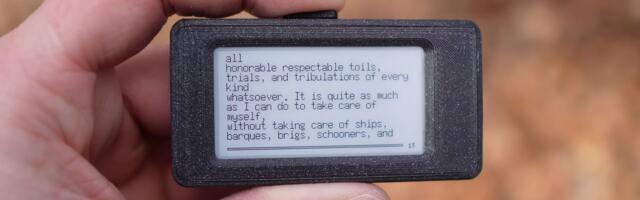 all
honorable respectable toils,
trials, and tribulations of every
kind
whatsoever. It is quite as much
as I can do to take care of
myself,
without taking care of ships,
barques, brigs, schooners, and
13